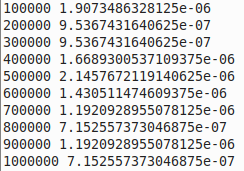 100000 1.9073486328125e-06
200000 9.5367431640625e-07
300000 9.5367431640625e-07
400000 1.6689300537109375e-06
500000 2.1457672119140625e-06
600000 1.430511474609375e-06
700000 1.1920928955078125e-06
800000 7.152557373046875e-07
900000 1.1920928955078125e-06
1000000 7.152557373046875e-07